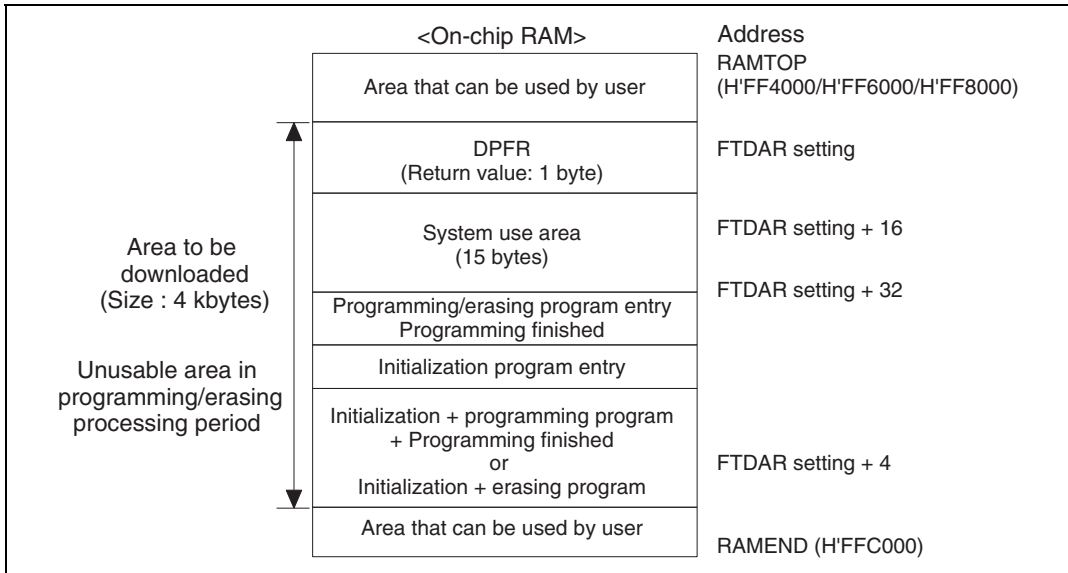 <On-chip RAM>
Address
RAMTOP
(H'FF4000/H'FF6000/H'FF8000)
Area that can be used by user
DPFR
(Return value: 1 byte)
FTDAR setting
System use area
(15 bytes)
FTDAR setting + 16
Area to be
downloaded
(Size : 4 kbytes)
FTDAR setting + 32
Programming/erasing program entry
Programming finished
Initialization program entry
Unusable area in
programming/erasing
processing period
Initialization + programming program
+ Programming finished
or
Initialization + erasing program
FTDAR setting + 4
Area that can be used by user
RAMEND (H'FFC000)